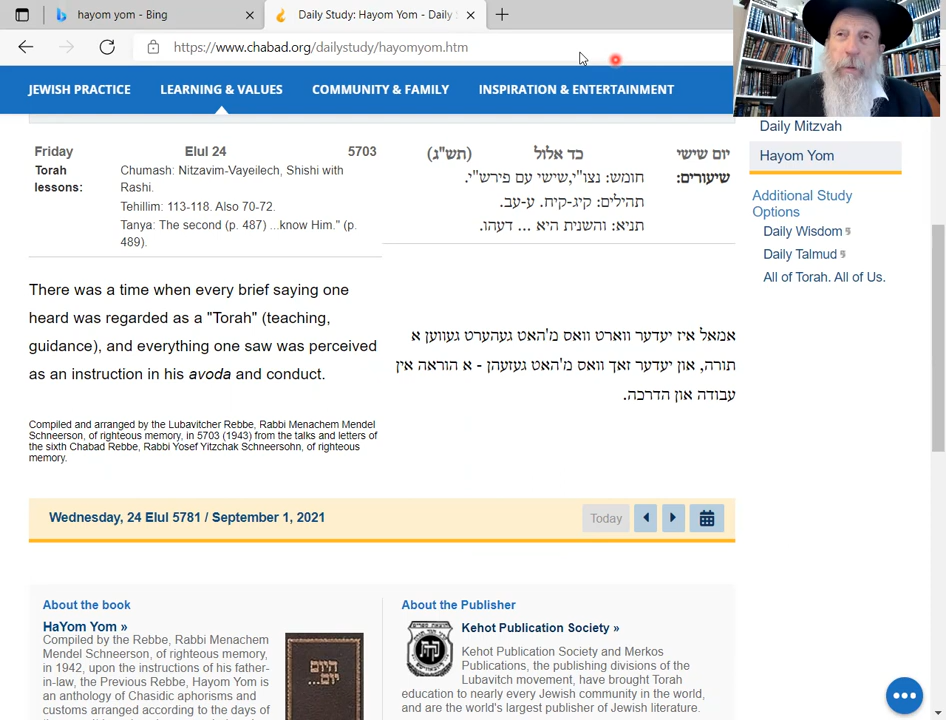 hayom yom - Bing
Daily Study: Hayom Yom - Daily S
https://www.chabad.org/dailystudy/hayomyom.htm
JEWISH PRACTICE LEARNING & VALUES COMMUNITY & FAMILY INSPIRATION & ENTERTAINMENT
Friday Elul 24 5703
Torah lessons:
Chumash: Nitzavim-Vayeilech, Shishi with
Rashi.
Tehillim: 113-118. Also 70-72.
Tanya: The second (p. 487) ...know Him." (p.
489).
יום שישי כד אלול (תש"ג)
שיעורים: חומש: נצו"י,שישי עם פירש"י.
תהילים: קיג-קיח. ע-עב.
תניא: והשנית היא ... דעהו.
There was a time when every brief saying one
heard was regarded as a "Torah" (teaching,
guidance), and everything one saw was perceived
as an instruction in his avoda and conduct.
אמאל איז יעדער ווארט וואס מ'האט געהערט געווען א
תורה, און יעדער זאך וואס מ'האט געזעהן - א הוראה אין
עבודה און הדרכה.
Compiled and arranged by the Lubavitcher Rebbe, Rabbi Menachem Mendel
Schneerson, of righteous memory, in 5703 (1943) from the talks and letters of
the sixth Chabad Rebbe, Rabbi Yosef Yitzchak Schneersohn, of righteous
memory.
Daily Mitzvah
Hayom Yom
Additional Study
Options
Daily Wisdom
Daily Talmud
All of Torah. All of Us.
Wednesday, 24 Elul 5781 / September 1, 2021
Today
About the book
HaYom Yom »
Compiled by the Rebbe, Rabbi Menachem
Mendel Schneerson, of righteous memory,
in 1942, upon the instructions of his father-
in-law, the Previous Rebbe, Hayom Yom is
an anthology of Chasidic aphorisms and
customs arranged according to the days of
היום
יום...
About the Publisher
Kehot Publication Society »
Kehot Publication Society and Merkos
Publications, the publishing divisions of the
Lubavitch movement, have brought Torah
education to nearly every Jewish community in the world,
and are the world's largest publisher of Jewish literature.